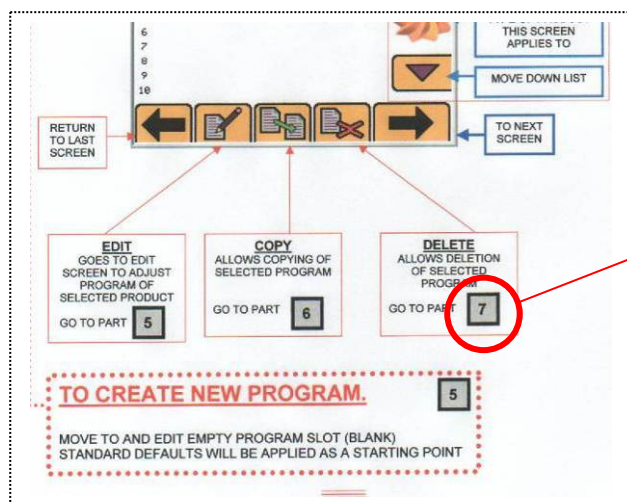 THIS SCREEN
APPLIES TO
6
7
8
9
10
MOVE DOWN LIST
RETURN
TO LAST
SCREEN
TO NEXT
SCREEN
EDIT
GOES TO EDIT
SCREEN TO ADJUST
PROGRAM OF
SELECTED PRODUCT
GO TO PART 5
COPY
ALLOWS COPYING OF
SELECTED PROGRAM
GO TO PART 6
DELETE
ALLOWS DELETION
OF SELECTED
PROGRAM
GO TO PART 7
TO CREATE NEW PROGRAM. 5
MOVE TO AND EDIT EMPTY PROGRAM SLOT (BLANK)
STANDARD DEFAULTS WILL BE APPLIED AS A STARTING POINT